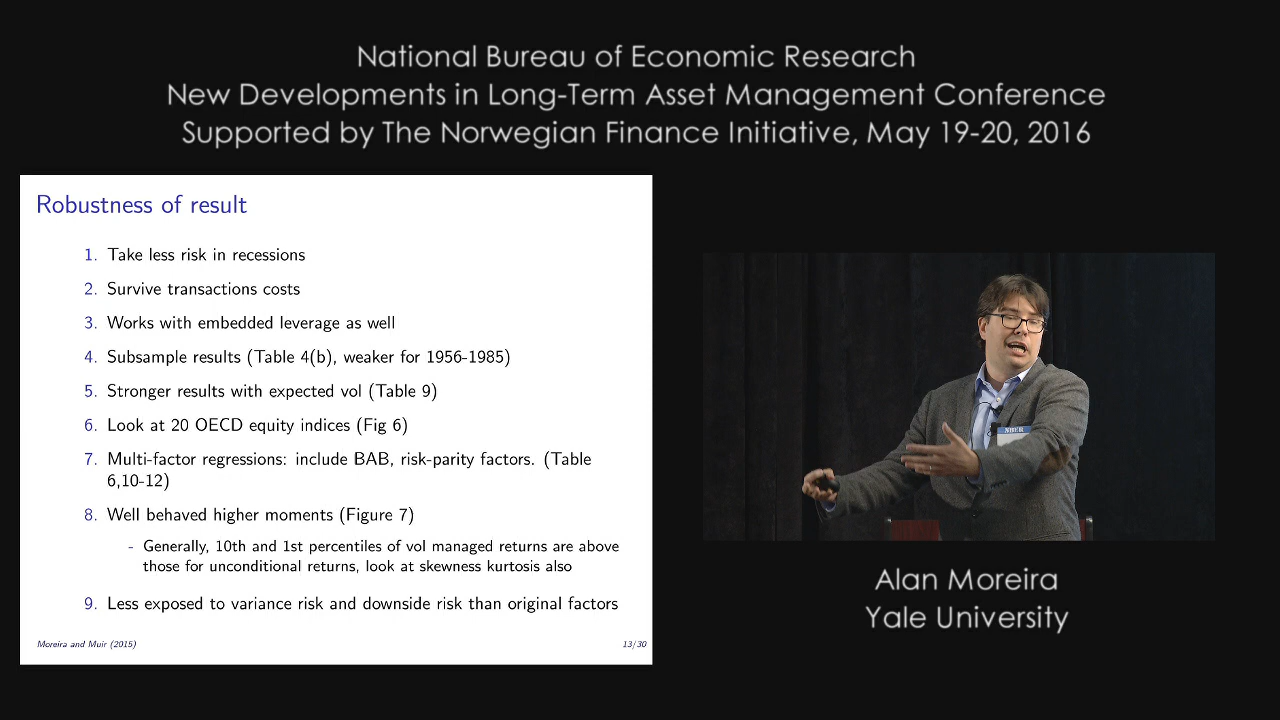 National Bureau of Economic Research
New Developments in Long-Term Asset Management Conference
Supported by The Norwegian Finance Initiative, May 19-20, 2016
Robustness of result
1. Take less risk in recessions
2. Survive transactions costs
3. Works with embedded leverage as well
4. Subsample results (Table 4(b), weaker for 1956-1985)
5. Stronger results with expected vol (Table 9)
6. Look at 20 OECD equity indices (Fig 6)
7. Multi-factor regressions: include BAB, risk-parity factors. (Table
6,10-12)
8. Well behaved higher moments (Figure 7)
- Generally, 10th and 1st percentiles of vol managed returns are above
those for unconditional returns, look at skewness kurtosis also
9. Less exposed to variance risk and downside risk than original factors
Moreira and Muir (2015)
13/30
NBER
Alan Moreira
Yale University